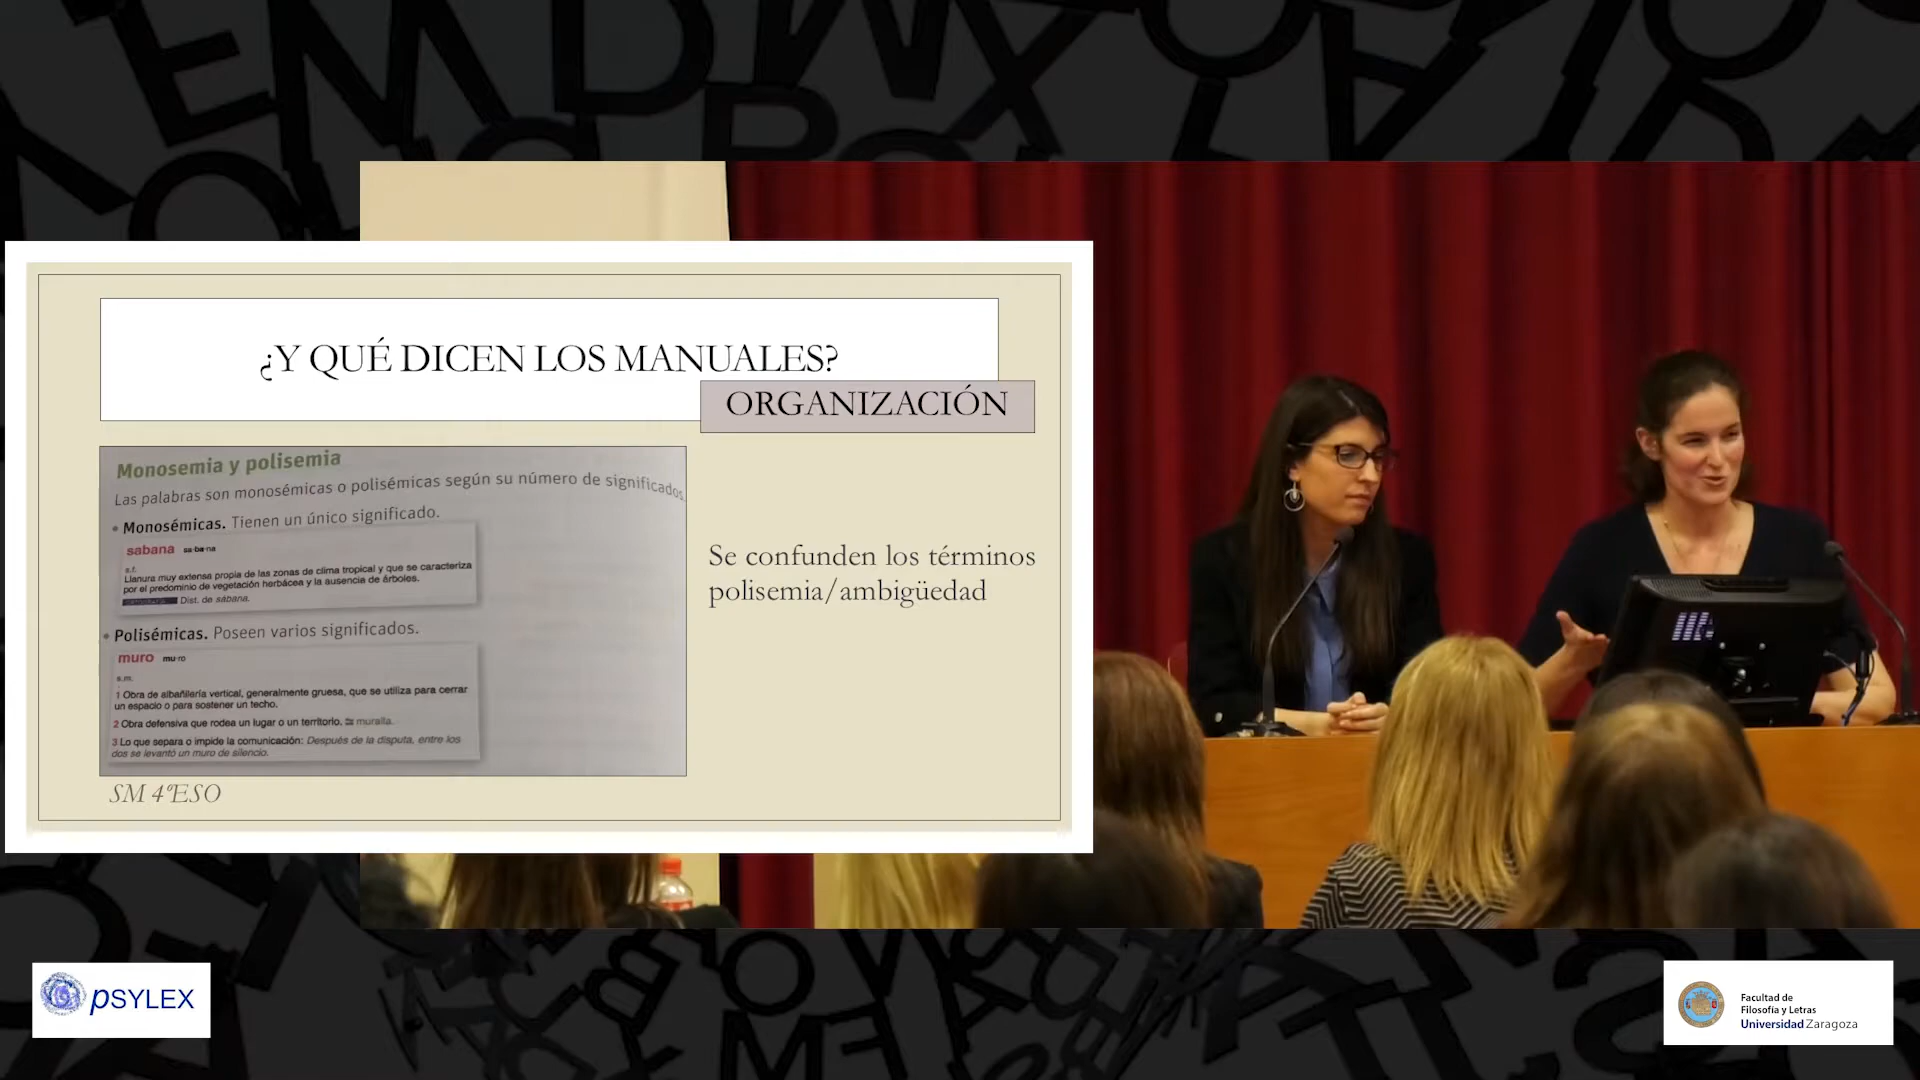 ¿Y QUÉ DICEN LOS MANUALES?
ORGANIZACIÓN
Monosemia y polisemia
Las palabras son monosémicas o polisémicas según su número de significados.
• Monosémicas. Tienen un único significado.
sabana sa·ba·na
s.f.
Llanura muy extensa propia de las zonas de clima tropical y que se caracteriza
por el predominio de vegetación herbácea y la ausencia de árboles.
Dist. de sábana.
• Polisémicas. Poseen varios significados.
muro mu·ro
s.m.
1 Obra de albañilería vertical, generalmente gruesa, que se utiliza para cerrar
un espacio o para sostener un techo.
2 Obra defensiva que rodea un lugar o un territorio. ≅ muralla.
3 Lo que separa o impide la comunicación: Después de la disputa, entre los
dos se levantó un muro de silencio.
SM 4ºESO
Se confunden los términos
polisemia/ambigüedad
PSYLEX
Facultad de
Filosofía y Letras
Universidad Zaragoza